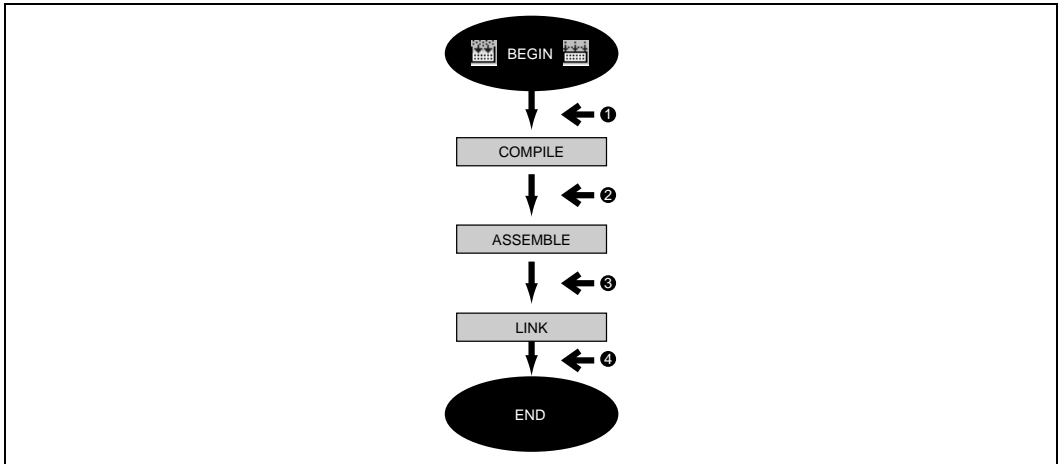 BEGIN
❶
COMPILE
❷
ASSEMBLE
❸
LINK
❹
END